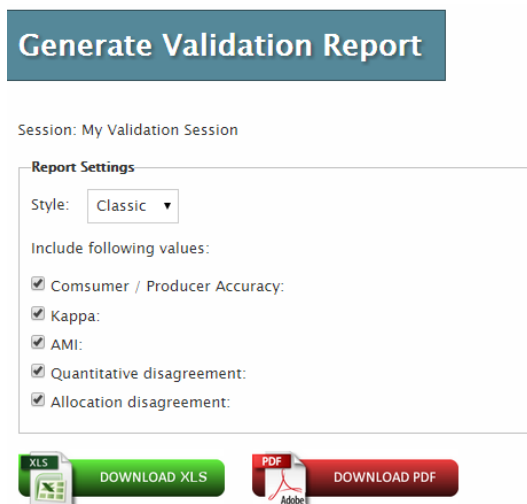 Generate Validation Report
Session: My Validation Session
Report Settings
Style: Classic
Include following values:
Comsumer / Producer Accuracy:
Kappa:
AMI:
Quantitative disagreement:
Allocation disagreement:
XLS DOWNLOAD XLS
PDF Adobe DOWNLOAD PDF